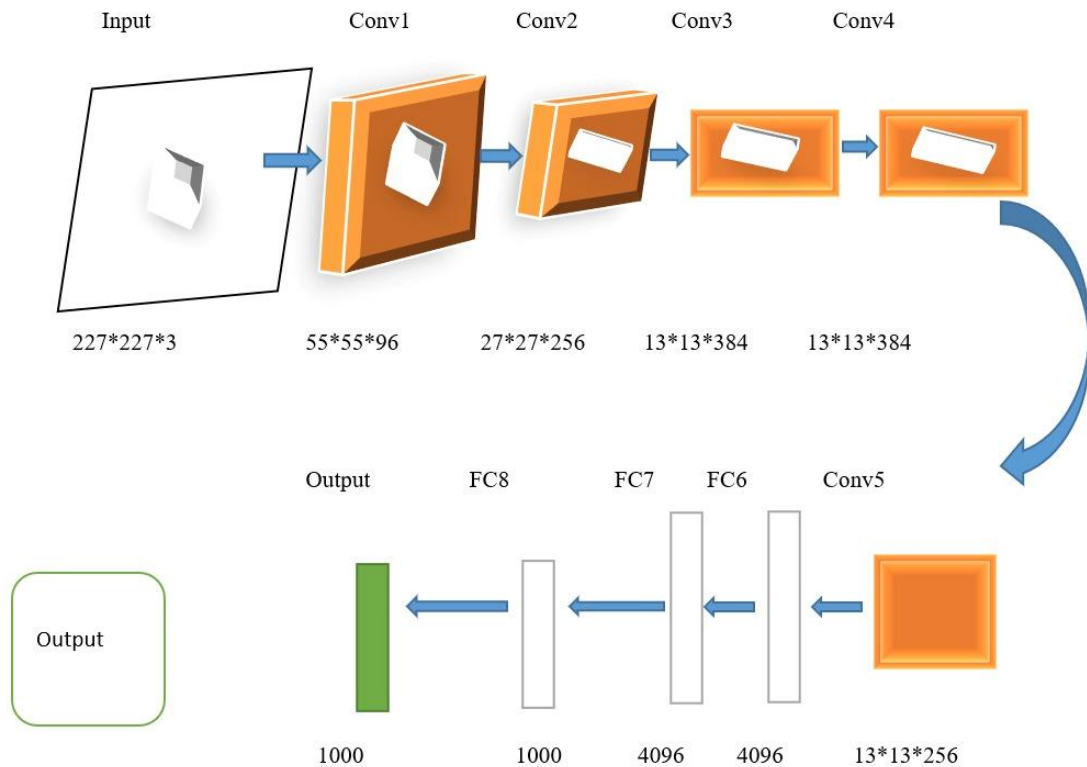 Input Conv1 Conv2 Conv3 Conv4
227*227*3 55*55*96 27*27*256 13*13*384 13*13*384
Output FC8 FC7 FC6 Conv5
Output
1000 1000 4096 4096 13*13*256